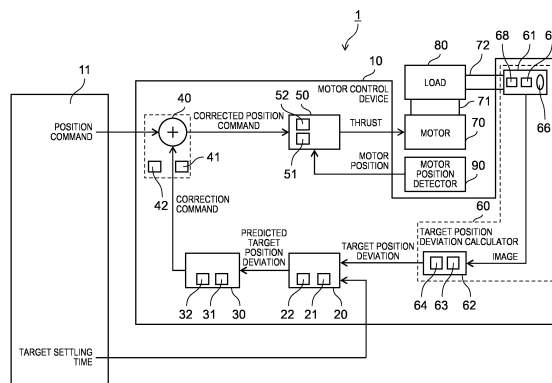 1
11
10
80
72
68
61
6
66
LOAD
71
MOTOR CONTROL
DEVICE
40
52
50
51
POSITION
COMMAND
CORRECTED POSITION
COMMAND
THRUST
MOTOR
70
42
41
MOTOR
POSITION
MOTOR
POSITION
DETECTOR
90
CORRECTION
COMMAND
60
PREDICTED
TARGET
POSITION
DEVIATION
TARGET POSITION
DEVIATION
TARGET POSITION
DEVIATION CALCULATOR
IMAGE
32
31
30
22
21
20
64
63
62
TARGET SETTLING
TIME